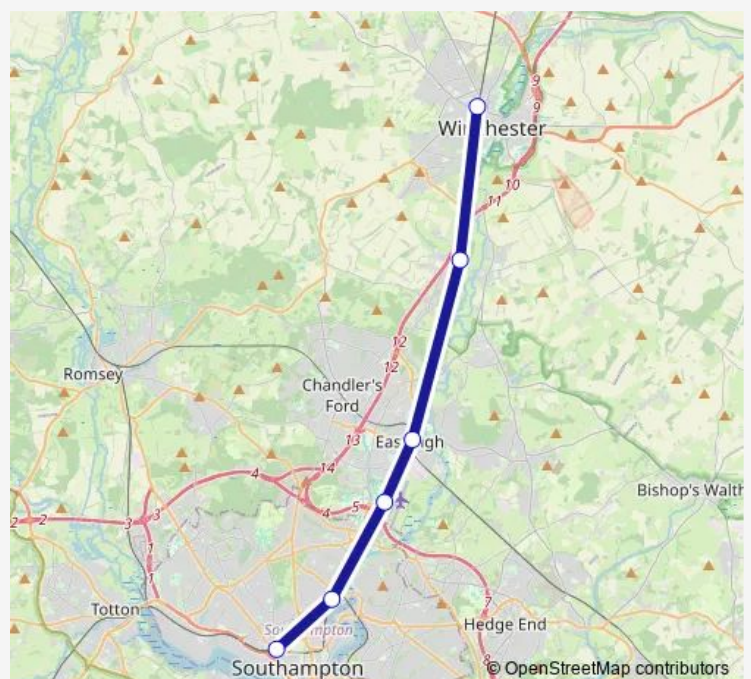 9
9
Winchester
10
11
12
12
Romsey
Chandler's
Ford
13
Eastleigh
14
4
4
5
Bishop's Walth
2
2
3
3
1
1
7
Totton
Hedge End
Southampton
8
Southampton
© OpenStreetMap contributors